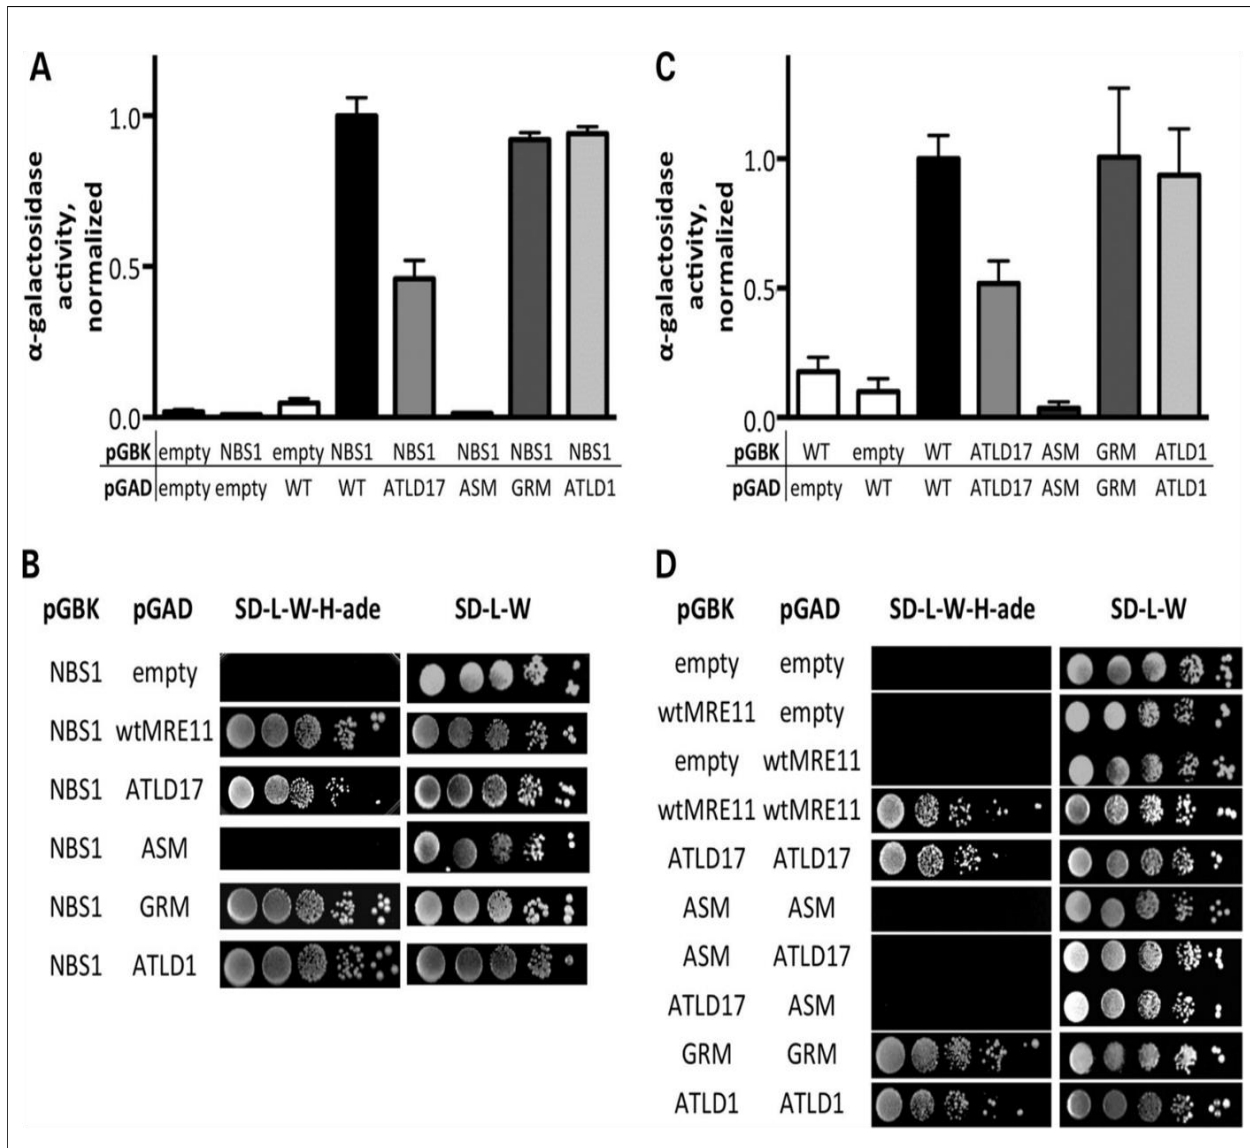 A
α-galactosidase
activity,
normalized
1.0
0.5
0.0
pGBK empty NBS1 empty NBS1 NBS1 NBS1 NBS1 NBS1
pGAD empty empty WT WT ATLD17 ASM GRM ATLD1
C
α-galactosidase
activity,
normalized
1.0
0.5
0.0
pGBK WT empty WT ATLD17 ASM GRM ATLD1
pGAD empty WT WT ATLD17 ASM GRM ATLD1
B
pGBK pGAD SD-L-W-H-ade SD-L-W
NBS1 empty
NBS1 wtMRE11
NBS1 ATLD17
NBS1 ASM
NBS1 GRM
NBS1 ATLD1
D
pGBK pGAD SD-L-W-H-ade SD-L-W
empty empty
wtMRE11 empty
empty wtMRE11
wtMRE11 wtMRE11
ATLD17 ATLD17
ASM ASM
ASM ATLD17
ATLD17 ASM
GRM GRM
ATLD1 ATLD1